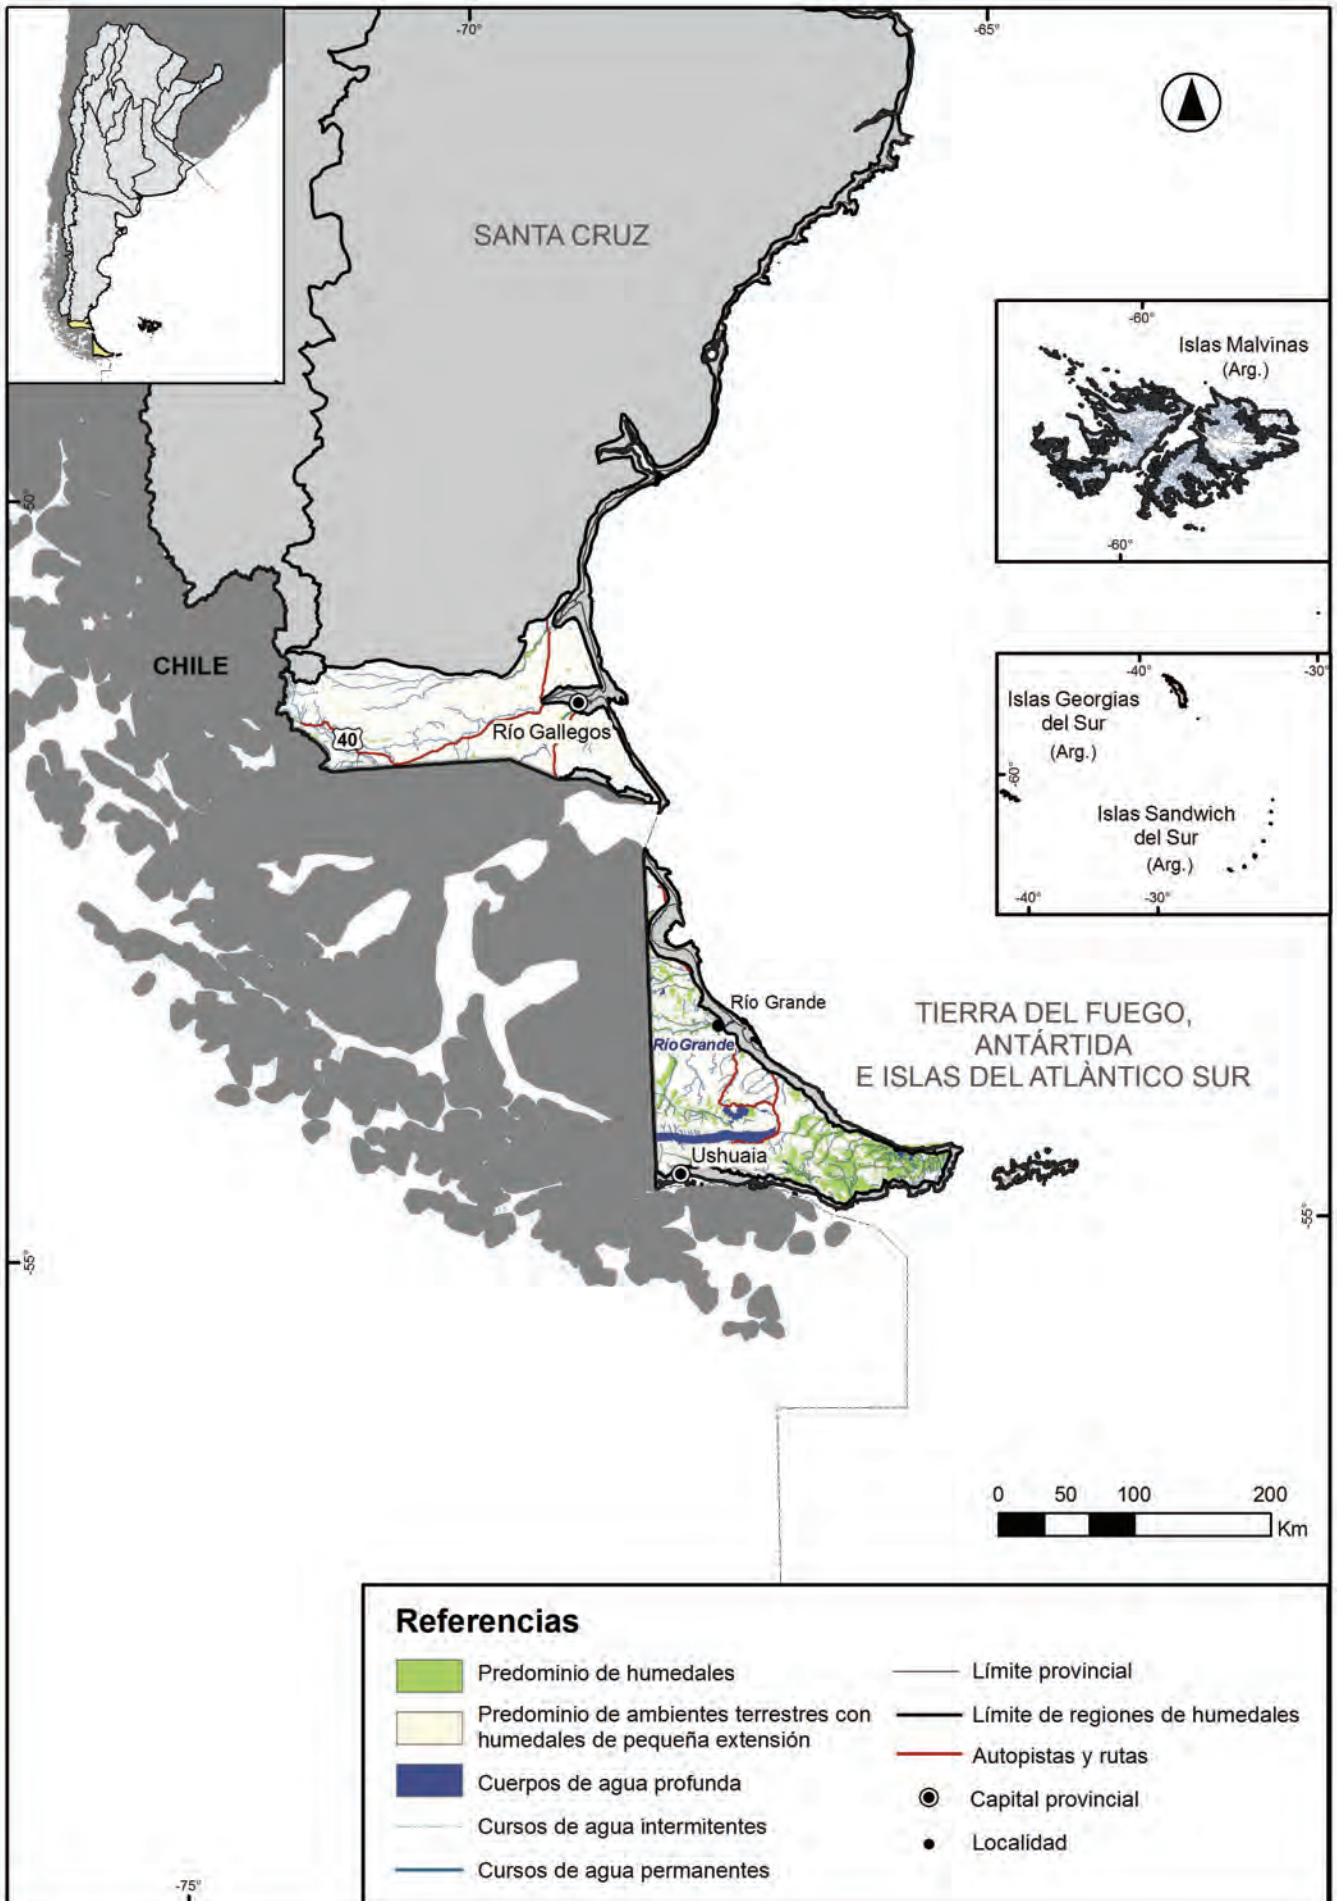 -70°
-65°
SANTA CRUZ
-60°
Islas Malvinas
(Arg.)
-60°
-50°
CHILE
40
Río Gallegos
-40°
-30°
Islas Georgias
del Sur
(Arg.)
-60°
Islas Sandwich
del Sur
(Arg.)
-40°
-30°
Río Grande
RíoGrande
TIERRA DEL FUEGO,
ANTÁRTIDA
E ISLAS DEL ATLÀNTICO SUR
Ushuaia
-55°
-55°
0 50 100 200
Km
Referencias
Predominio de humedales
Predominio de ambientes terrestres con
humedales de pequeña extensión
Cuerpos de agua profunda
Cursos de agua intermitentes
Cursos de agua permanentes
Límite provincial
Límite de regiones de humedales
Autopistas y rutas
Capital provincial
Localidad
-75°